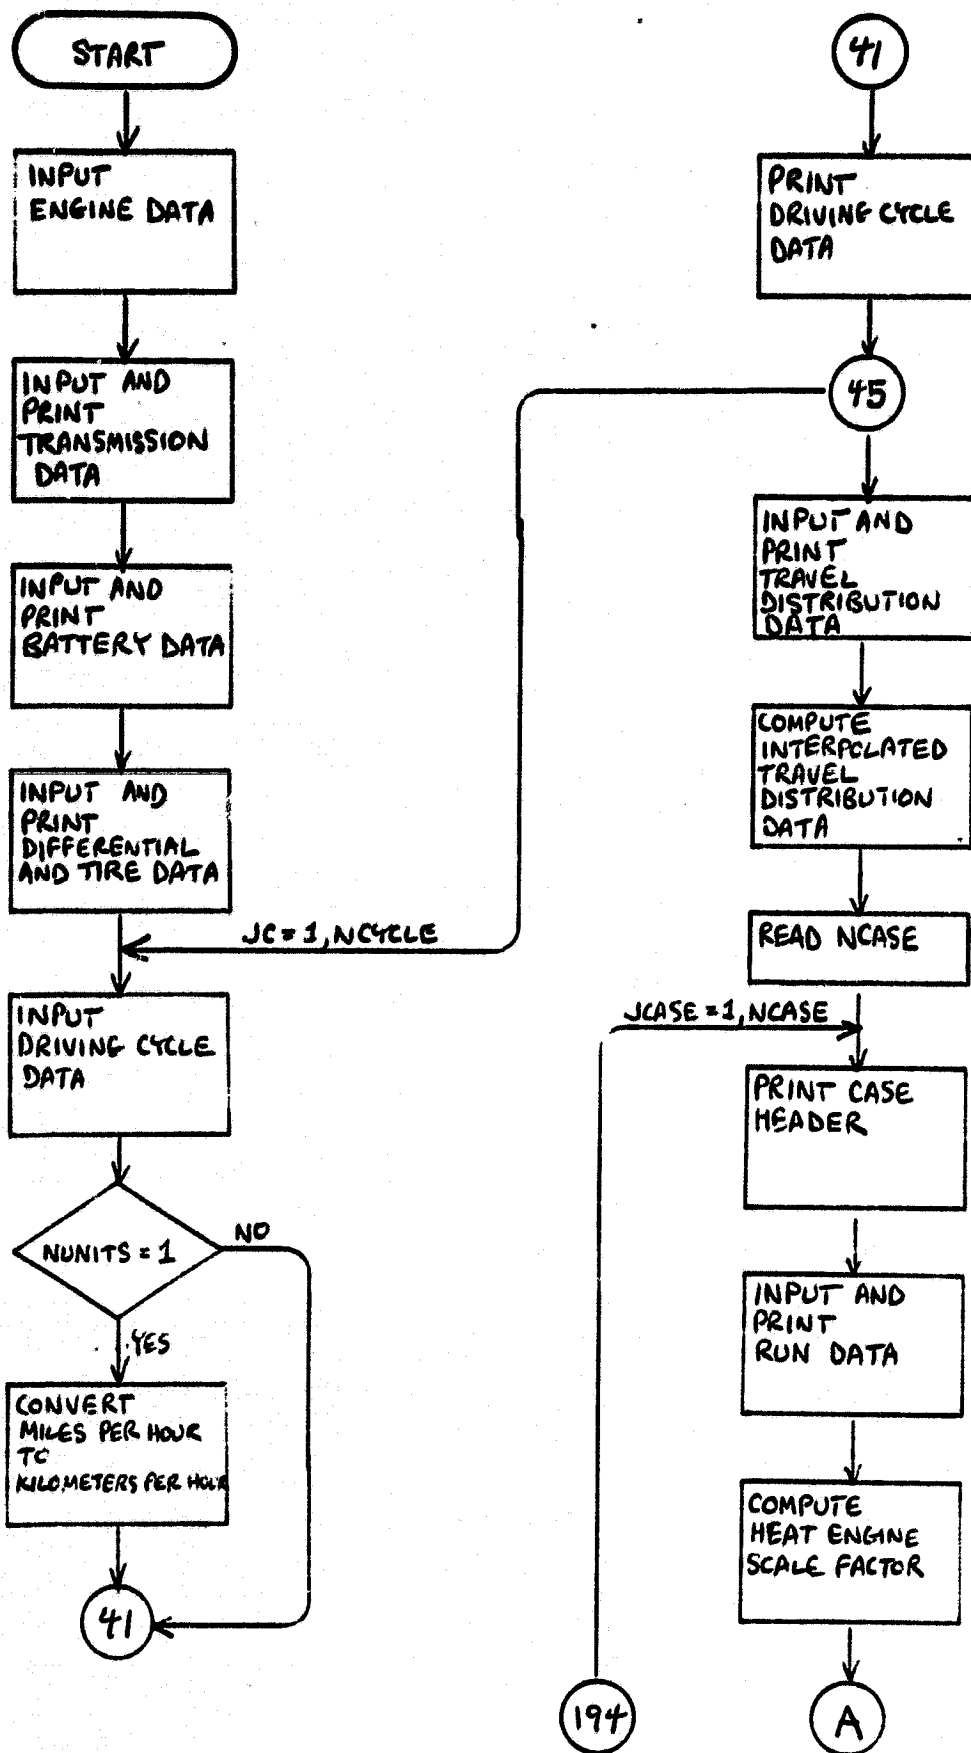 START
INPUT
ENGINE DATA
INPUT AND
PRINT
TRANSMISSION
DATA
INPUT AND
PRINT
BATTERY DATA
INPUT AND
PRINT
DIFFERENTIAL
AND TIRE DATA
JC = 1, NCYCLE
INPUT
DRIVING CYCLE
DATA
NUNITS = 1
NO
YES
CONVERT
MILES PER HOUR
TO
KILOMETERS PER HOUR
41
41
PRINT
DRIVING CYCLE
DATA
45
INPUT AND
PRINT
TRAVEL
DISTRIBUTION
DATA
COMPUTE
INTERPOLATED
TRAVEL
DISTRIBUTION
DATA
READ NCASE
JCASE = 1, NCASE
PRINT CASE
HEADER
INPUT AND
PRINT
RUN DATA
COMPUTE
HEAT ENGINE
SCALE FACTOR
194
A